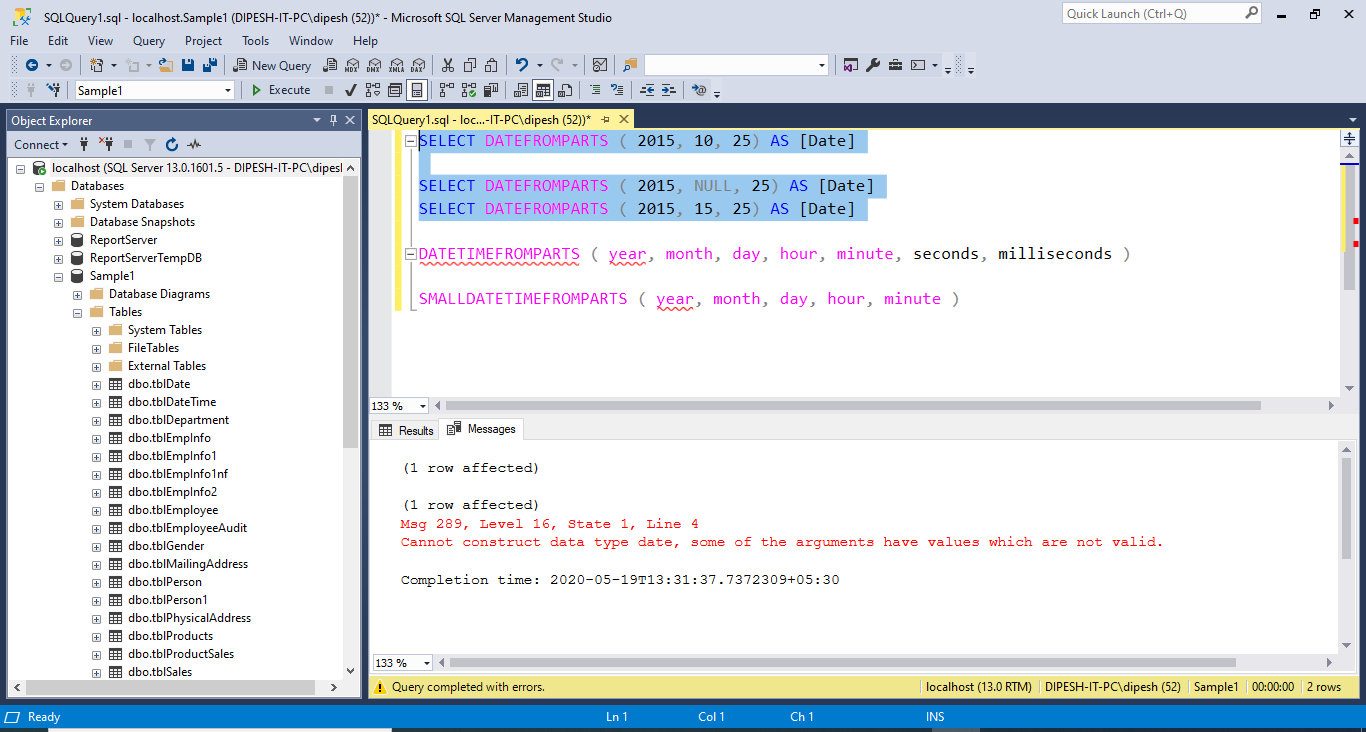 SQLQuery1.sql - localhost.Sample1 (DIPESH-IT-PC\dipesh (52))* - Microsoft SQL Server Management Studio
Quick Launch (Ctrl+Q)
File Edit View Query Project Tools Window Help
New Query MDX DMX XMLA DAX
Sample1 Execute
Object Explorer
Connect
localhost (SQL Server 13.0.1601.5 - DIPESH-IT-PC\dipesl
Databases
System Databases
Database Snapshots
ReportServer
ReportServerTempDB
Sample1
Database Diagrams
Tables
System Tables
FileTables
External Tables
dbo.tblDate
dbo.tblDateTime
dbo.tblDepartment
dbo.tblEmpInfo
dbo.tblEmpInfo1
dbo.tblEmpInfo1nf
dbo.tblEmpInfo2
dbo.tblEmployee
dbo.tblEmployeeAudit
dbo.tblGender
dbo.tblMailingAddress
dbo.tblPerson
dbo.tblPerson1
dbo.tblPhysicalAddress
dbo.tblProducts
dbo.tblProductSales
dbo.tblSales
SQLQuery1.sql - loc...-IT-PC\dipesh (52))*
SELECT DATEFROMPARTS ( 2015, 10, 25) AS [Date]
SELECT DATEFROMPARTS ( 2015, NULL, 25) AS [Date]
SELECT DATEFROMPARTS ( 2015, 15, 25) AS [Date]
DATETIMEFROMPARTS ( year, month, day, hour, minute, seconds, milliseconds )
SMALLDATETIMEFROMPARTS ( year, month, day, hour, minute )
133 %
Results Messages
(1 row affected)
(1 row affected)
Msg 289, Level 16, State 1, Line 4
Cannot construct data type date, some of the arguments have values which are not valid.
Completion time: 2020-05-19T13:31:37.7372309+05:30
133 %
Query completed with errors. localhost (13.0 RTM) DIPESH-IT-PC\dipesh (52) Sample1 00:00:00 2 rows
Ready Ln 1 Col 1 Ch 1 INS